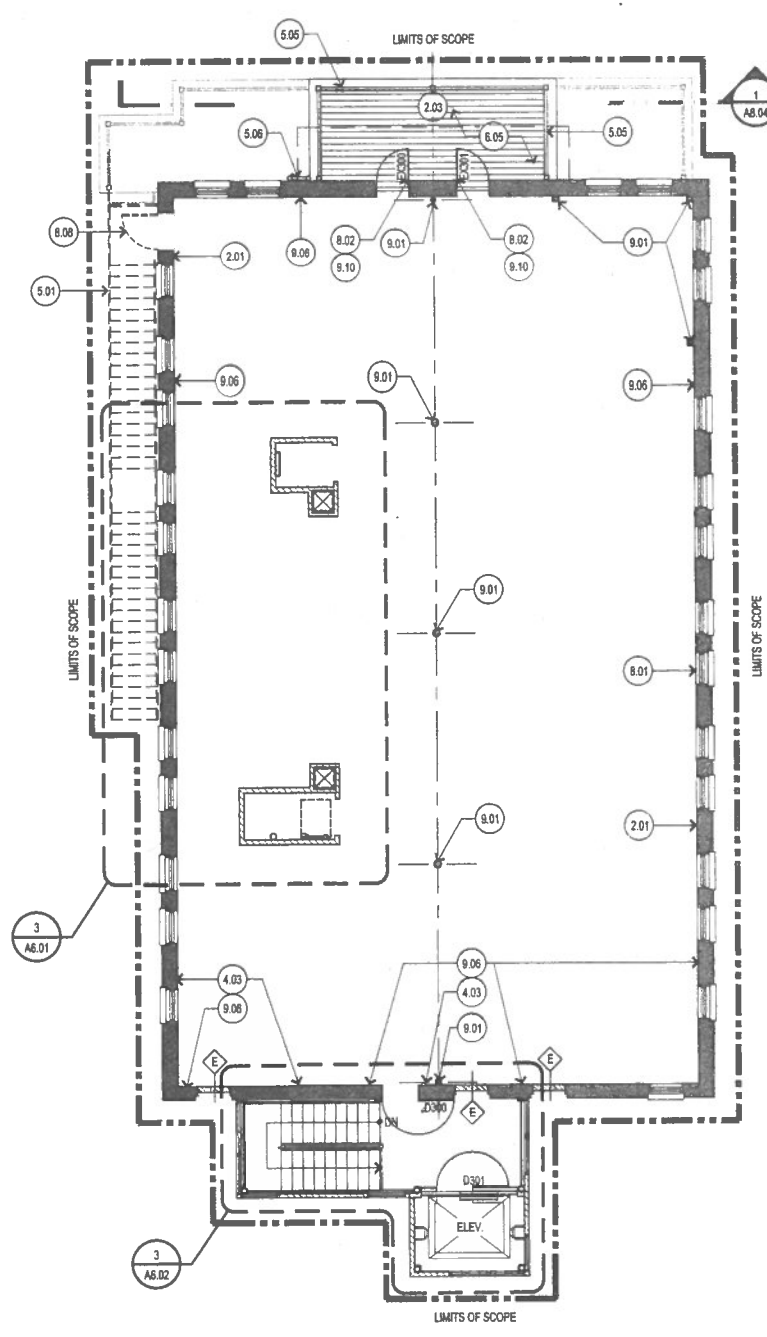 5.05
LIMITS OF SCOPE
2.03
1
A8.04
5.06
6.05
5.05
EX300
EX301
8.08
9.06
8.02
9.10
9.01
8.02
9.10
9.01
2.01
5.01
9.06
9.01
9.06
9.01
LIMITS OF SCOPE
LIMITS OF SCOPE
8.01
9.01
2.01
3
A6.01
4.03
9.06
9.06
4.03
9.01
E
E
D300
E
DN
D301
ELEV.
3
A6.02
LIMITS OF SCOPE